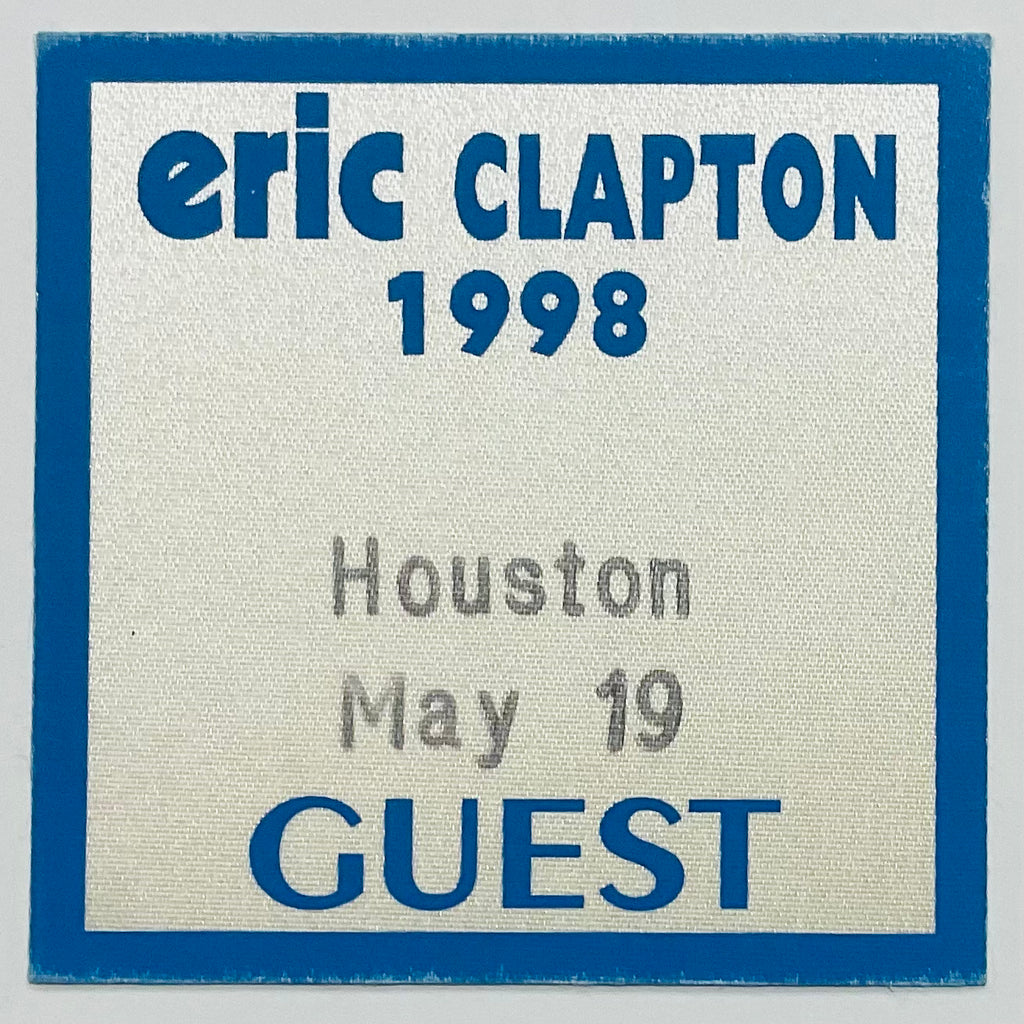 eric CLAPTON
1998
Houston
May 19
GUEST